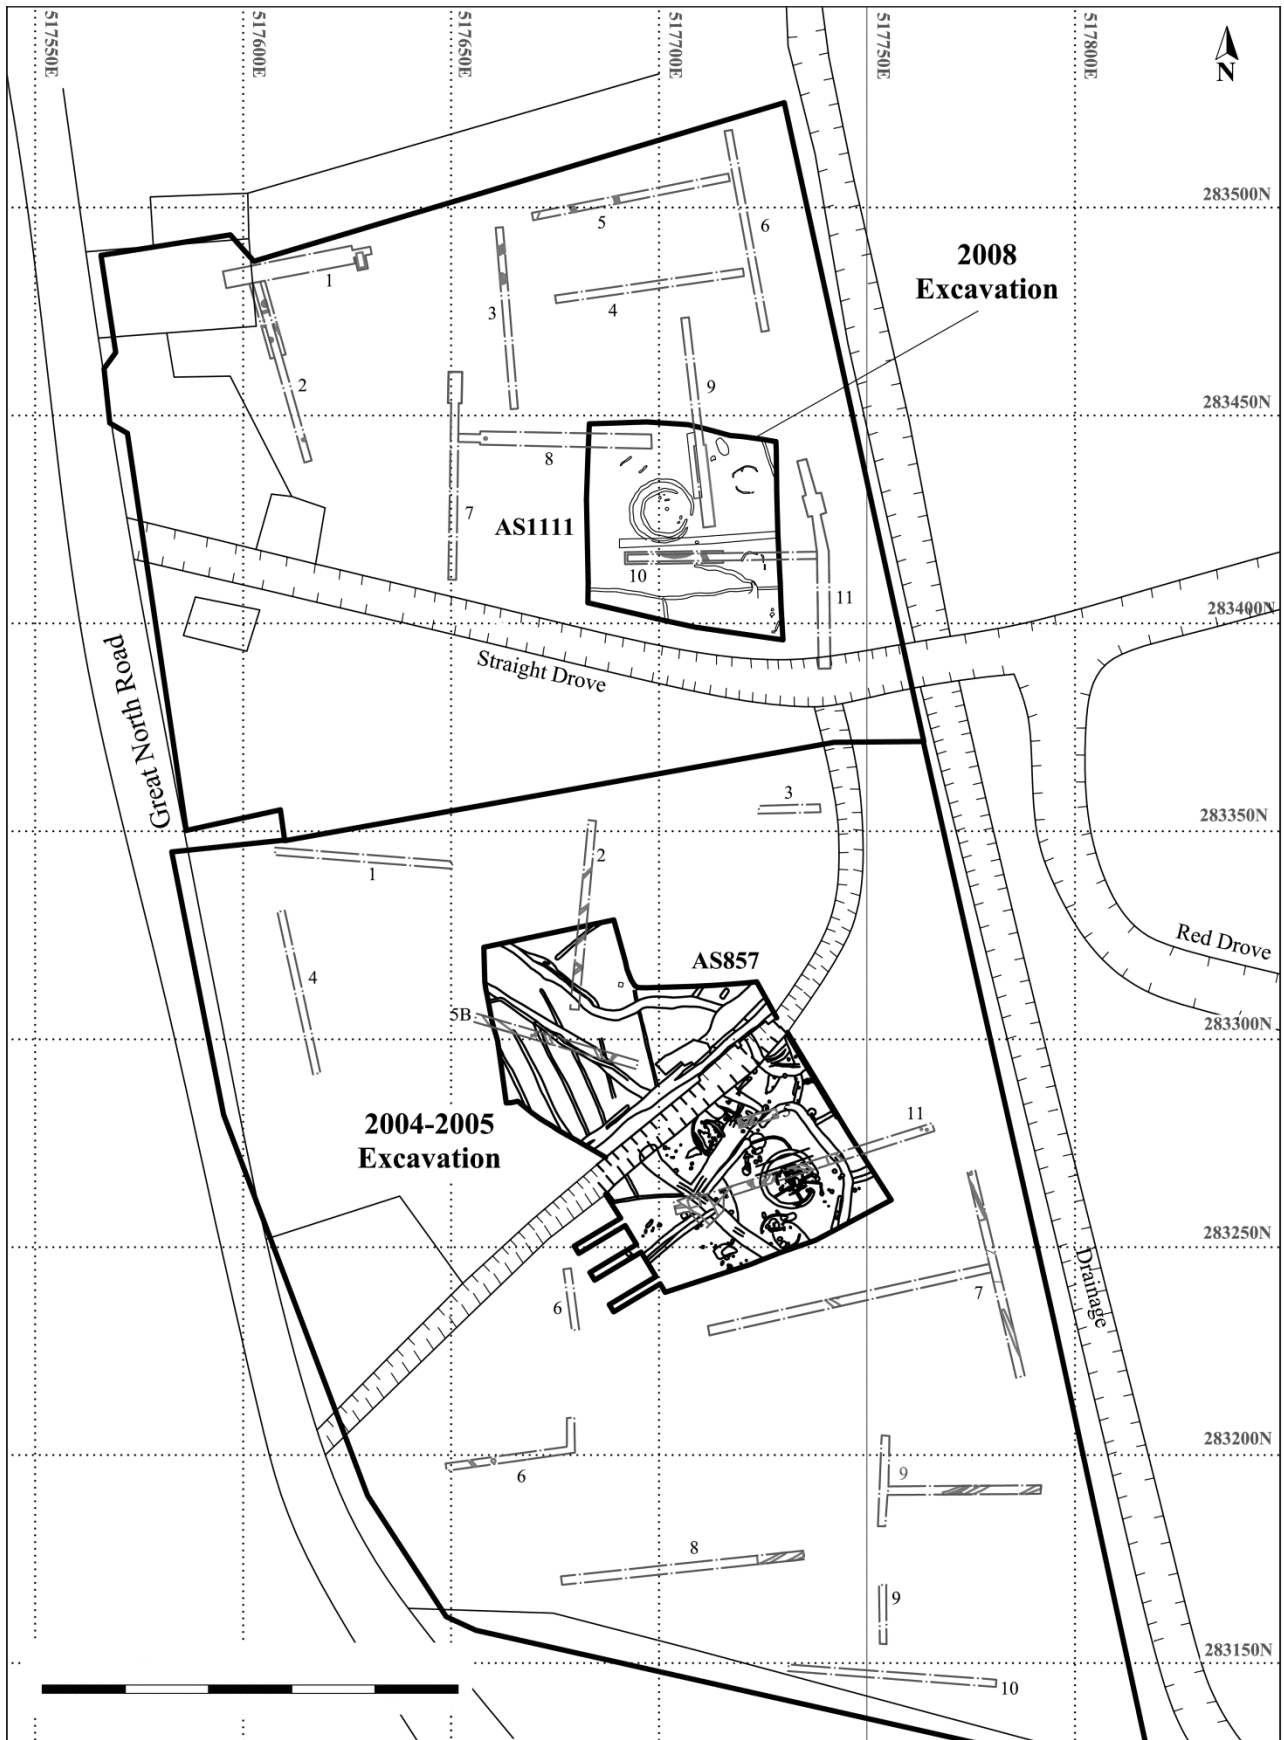 517550E
517600E
517650E
517700E
517750E
517800E
N
283500N
5
6
2008
Excavation
1
4
3
2
9
283450N
8
7
AS1111
10
11
283400N
Straight Drove
Great North Road
3
283350N
2
1
Red Drove
AS857
4
5B
283300N
5
11
2004-2005
Excavation
283250N
Drainage
6
7
283200N
6
9
8
9
283150N
10